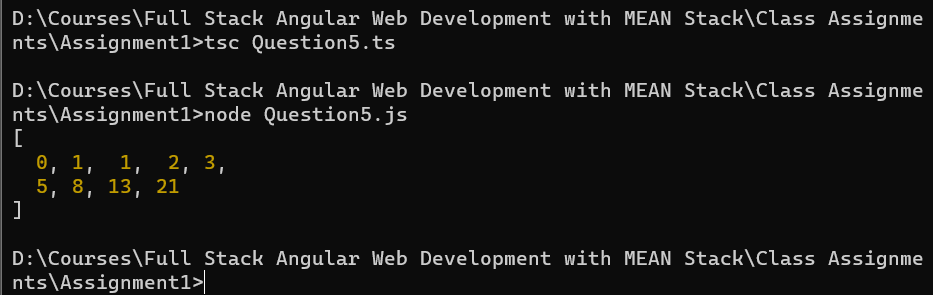 D:\Courses\Full Stack Angular Web Development with MEAN Stack\Class Assignme
nts\Assignment1>tsc Question5.ts
D:\Courses\Full Stack Angular Web Development with MEAN Stack\Class Assignme
nts\Assignment1>node Question5.js
[
  0, 1,  1,  2, 3,
  5, 8, 13, 21
]
D:\Courses\Full Stack Angular Web Development with MEAN Stack\Class Assignme
nts\Assignment1>